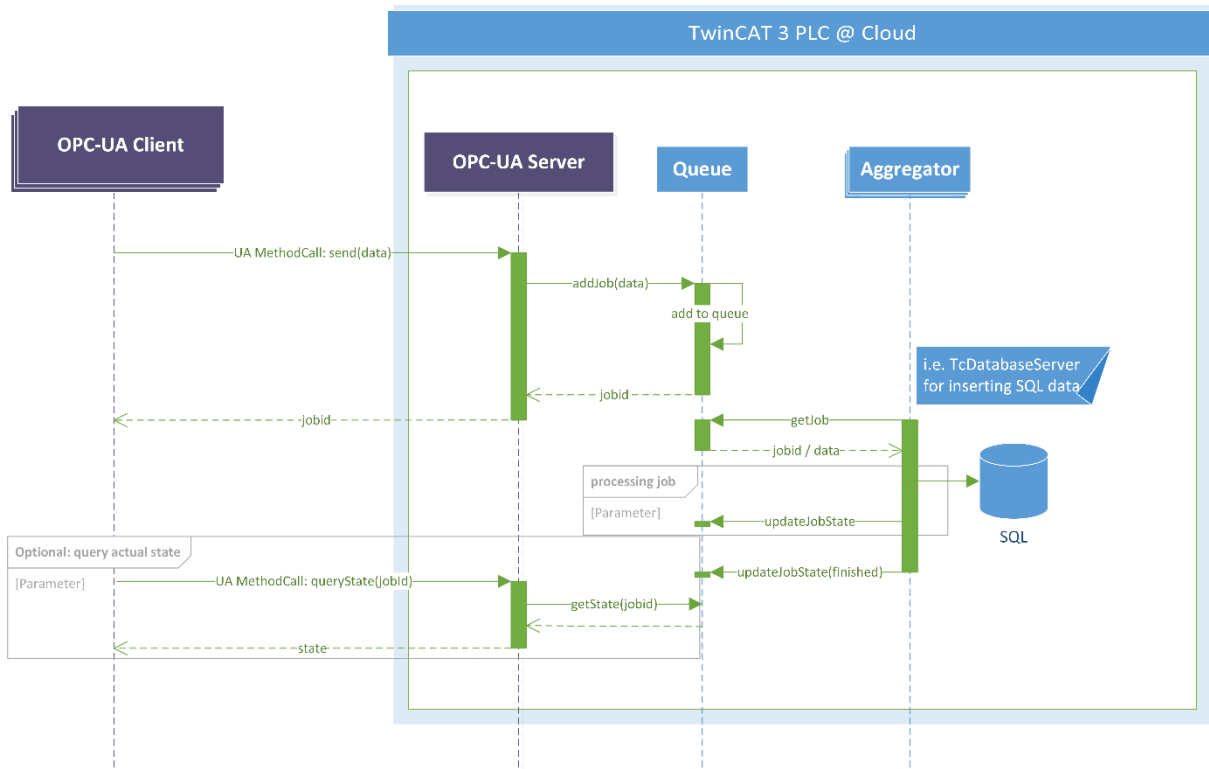 TwinCAT 3 PLC @ Cloud
OPC-UA Client
OPC-UA Server
Queue
Aggregator
UA MethodCall: send(data)
addJob(data)
add to queue
i.e. TcDatabaseServer
for inserting SQL data
jobid
jobid
getJob
jobid / data
processing job
[Parameter]
updateJobState
SQL
Optional: query actual state
[Parameter]
UA MethodCall: queryState(jobId)
updateJobState(finished)
getState(jobid)
state